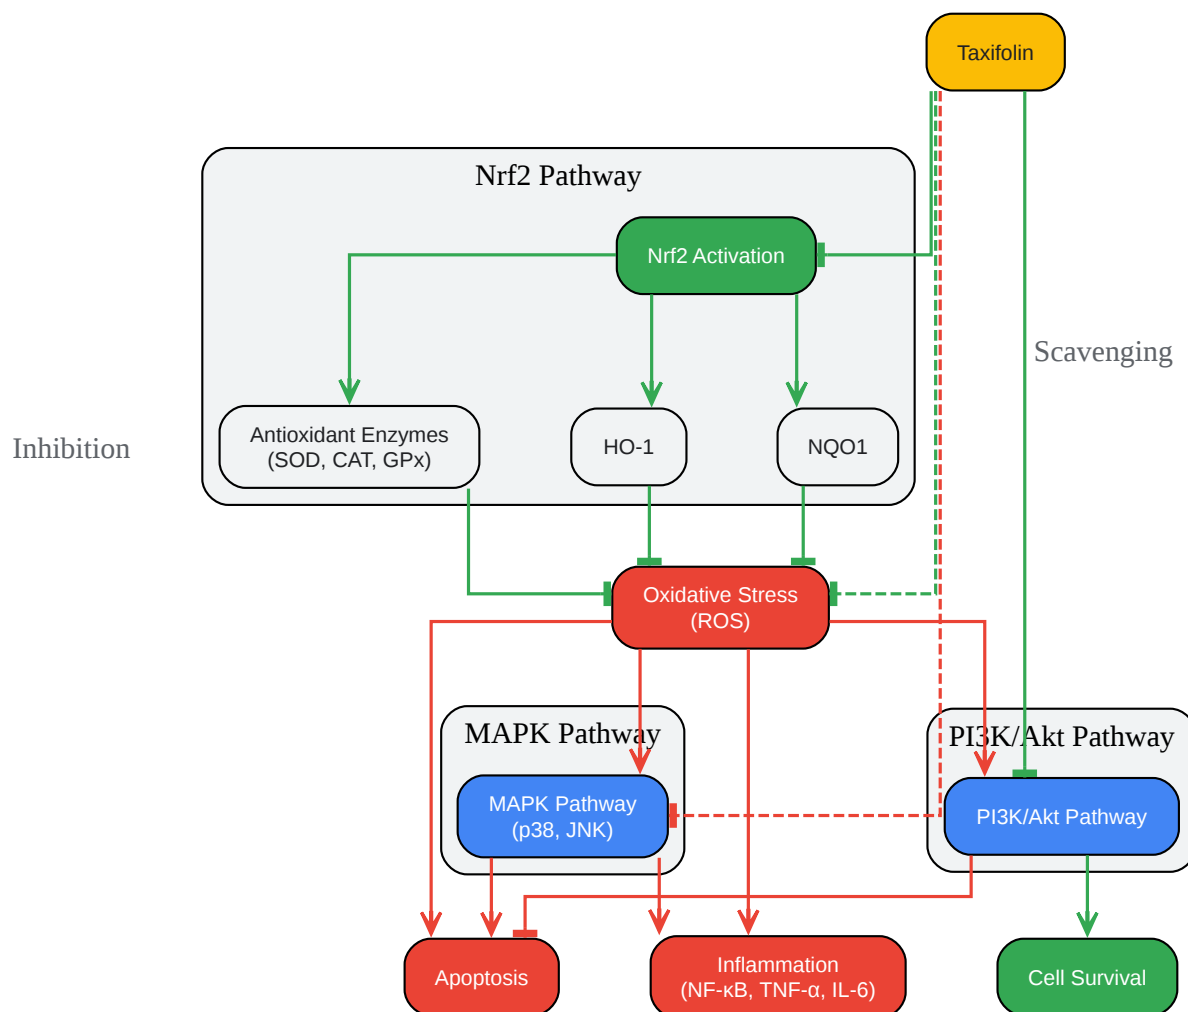 Taxifolin
Nrf2 Pathway
Nrf2 Activation
Scavenging
Inhibition
Antioxidant Enzymes
(SOD, CAT, GPx)
HO-1
NQO1
Oxidative Stress
(ROS)
MAPK Pathway
PI3K/Akt Pathway
MAPK Pathway
(p38, JNK)
PI3K/Akt Pathway
Apoptosis
Inflammation
(NF-κB, TNF-α, IL-6)
Cell Survival